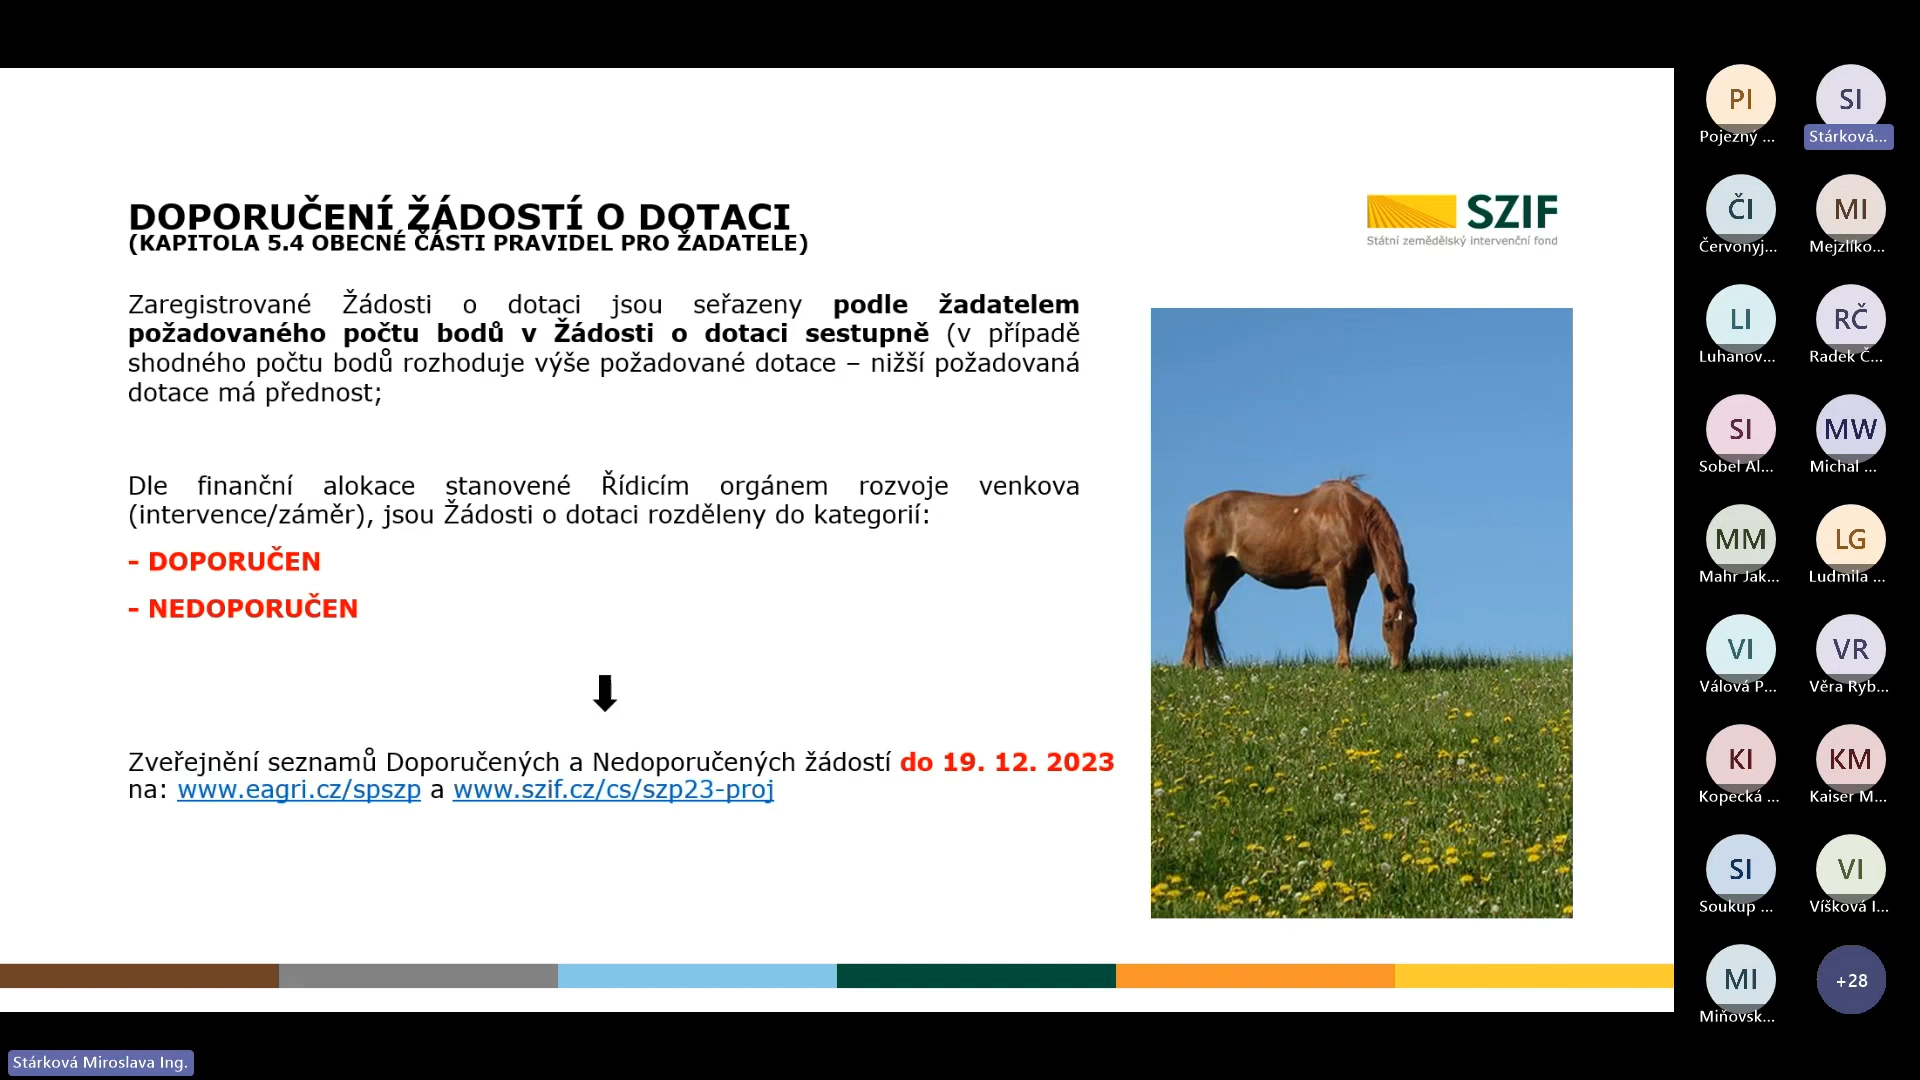 DOPORUČENÍ ŽÁDOSTÍ O DOTACI
(KAPITOLA 5.4 OBECNÉ ČÁSTI PRAVIDEL PRO ŽADATELE)
SZIF
Státní zemědělský intervenční fond
Zaregistrované Žádosti o dotaci jsou seřazeny podle žadatelem
požadovaného počtu bodů v Žádosti o dotaci sestupně (v případě
shodného počtu bodů rozhoduje výše požadované dotace – nižší požadovaná
dotace má přednost;
Dle finanční alokace stanovené Řídicím orgánem rozvoje venkova
(intervence/záměr), jsou Žádosti o dotaci rozděleny do kategorií:
- DOPORUČEN
- NEDOPORUČEN
Zveřejnění seznamů Doporučených a Nedoporučených žádostí do 19. 12. 2023
na: www.eagri.cz/spszp a www.szif.cz/cs/szp23-proj
PI
Pojezný ...
SI
Stárková...
ČI
Červonyj...
MI
Mejzlíko...
LI
Luhanov...
RČ
Radek Č...
SI
Sobel Al...
MW
Michal ...
MM
Mahr Jak...
LG
Ludmila ...
VI
Válová P...
VR
Věra Ryb...
KI
Kopecká ...
KM
Kaiser M...
SI
Soukup ...
VI
Víšková I...
MI
Miňovsk...
+28
Stárková Miroslava Ing.